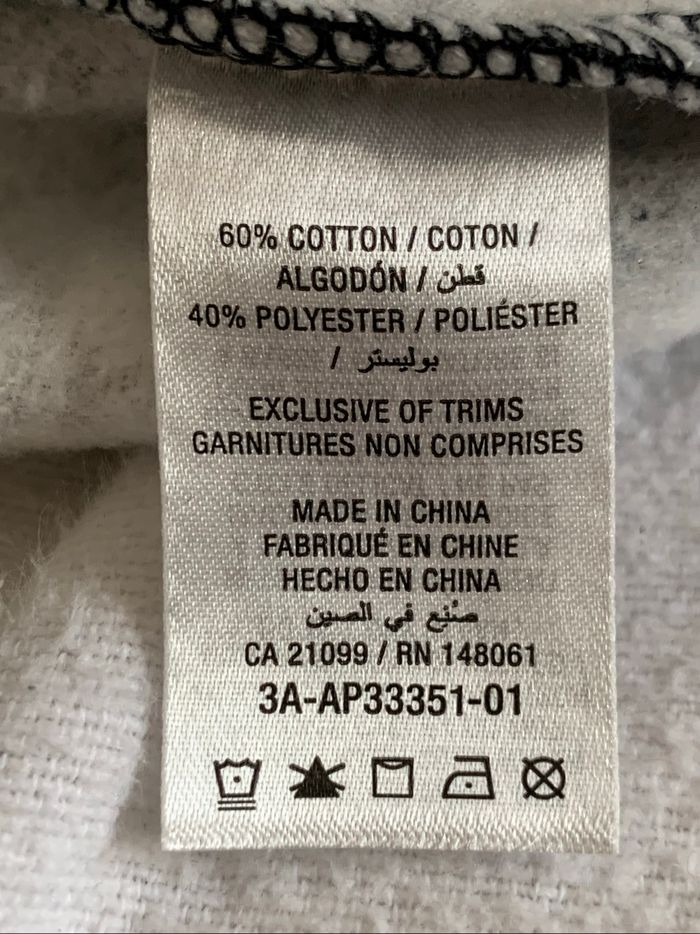 60% COTTON / COTON /
ALGODÓN / قطن
40% POLYESTER / POLIÉSTER
/ بوليستر
EXCLUSIVE OF TRIMS
GARNITURES NON COMPRISES
MADE IN CHINA
FABRIQUÉ EN CHINE
HECHO EN CHINA
صنع في الصين
CA 21099 / RN 148061
3A-AP33351-01